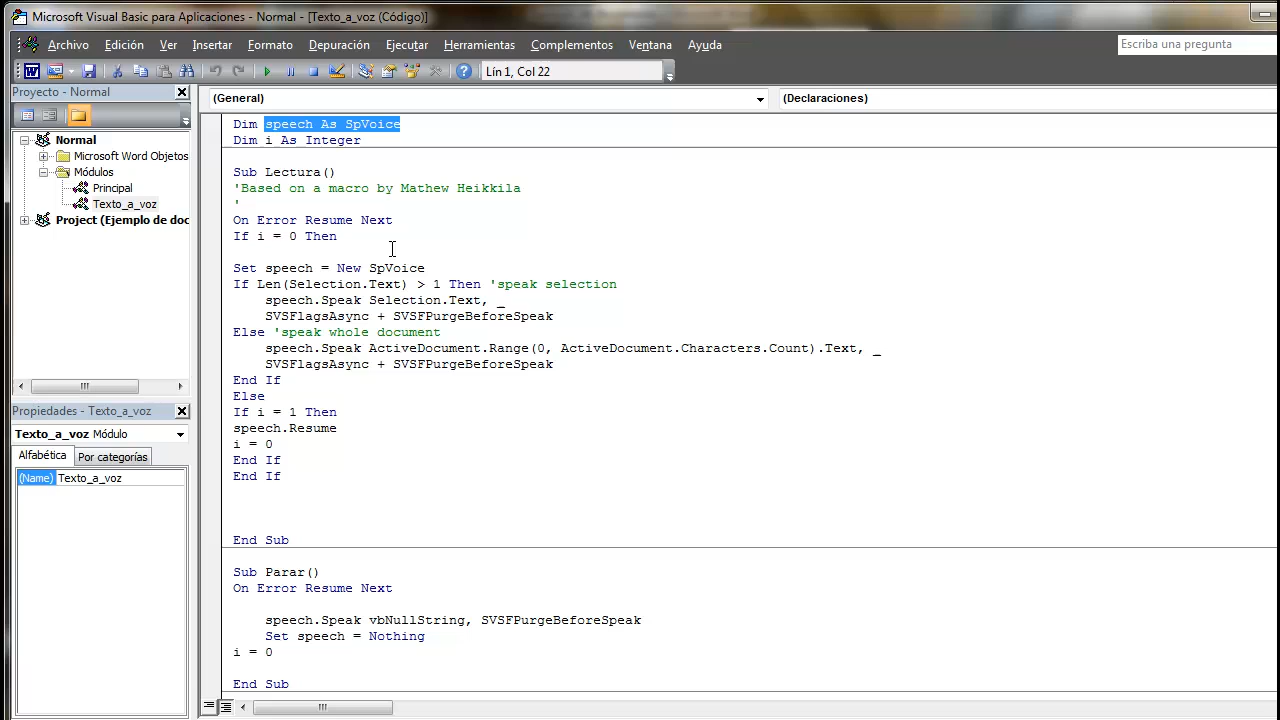 Microsoft Visual Basic para Aplicaciones - Normal - [Texto_a_voz (Código)]
Archivo Edición Ver Insertar Formato Depuración Ejecutar Herramientas Complementos Ventana Ayuda
Escriba una pregunta
Lín 1, Col 22
Proyecto - Normal
Normal
Microsoft Word Objetos
Módulos
Principal
Texto_a_voz
Project (Ejemplo de doc
Propiedades - Texto_a_voz
Texto_a_voz Módulo
Alfabética Por categorías
(Name) Texto_a_voz
(General) (Declaraciones)
Dim speech As SpVoice
Dim i As Integer
Sub Lectura()
'Based on a macro by Mathew Heikkila
'
On Error Resume Next
If i = 0 Then
Set speech = New SpVoice
If Len(Selection.Text) > 1 Then 'speak selection
speech.Speak Selection.Text, _
SVSFlagsAsync + SVSFPurgeBeforeSpeak
Else 'speak whole document
speech.Speak ActiveDocument.Range(0, ActiveDocument.Characters.Count).Text, _
SVSFlagsAsync + SVSFPurgeBeforeSpeak
End If
Else
If i = 1 Then
speech.Resume
i = 0
End If
End If
End Sub
Sub Parar()
On Error Resume Next
speech.Speak vbNullString, SVSFPurgeBeforeSpeak
Set speech = Nothing
i = 0
End Sub